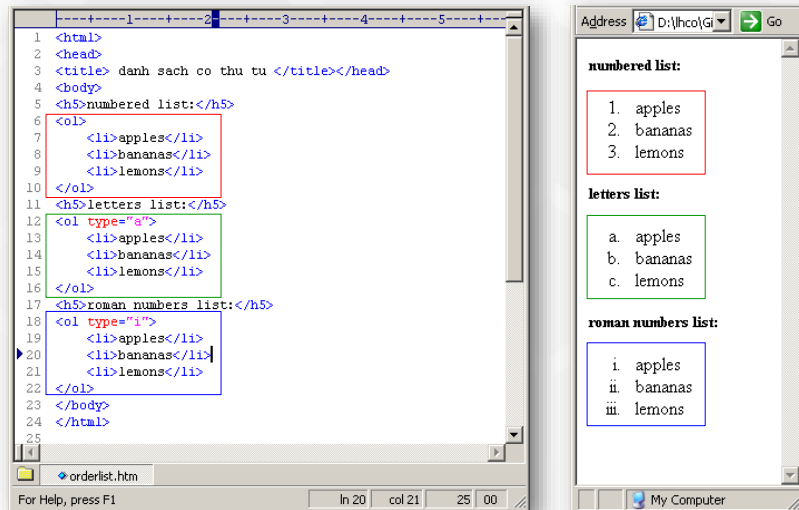 |----+----1----+----2----+----3----+----4----+----5----+---
1 <html>
2 <head>
3 <title> danh sach co thu tu </title></head>
4 <body>
5 <h5>numbered list:</h5>
6 <ol>
7 <li>apples</li>
8 <li>bananas</li>
9 <li>lemons</li>
10 </ol>
11 <h5>letters list:</h5>
12 <ol type="a">
13 <li>apples</li>
14 <li>bananas</li>
15 <li>lemons</li>
16 </ol>
17 <h5>roman numbers list:</h5>
18 <ol type="i">
19 <li>apples</li>
20 <li>bananas</li>
21 <li>lemons</li>
22 </ol>
23 </body>
24 </html>
25
orderlist.htm
For Help, press F1 ln 20 col 21 25 00
Address D:\lhco\Gi Go
numbered list:
1. apples
2. bananas
3. lemons
letters list:
a. apples
b. bananas
c. lemons
roman numbers list:
i. apples
ii. bananas
iii. lemons
My Computer